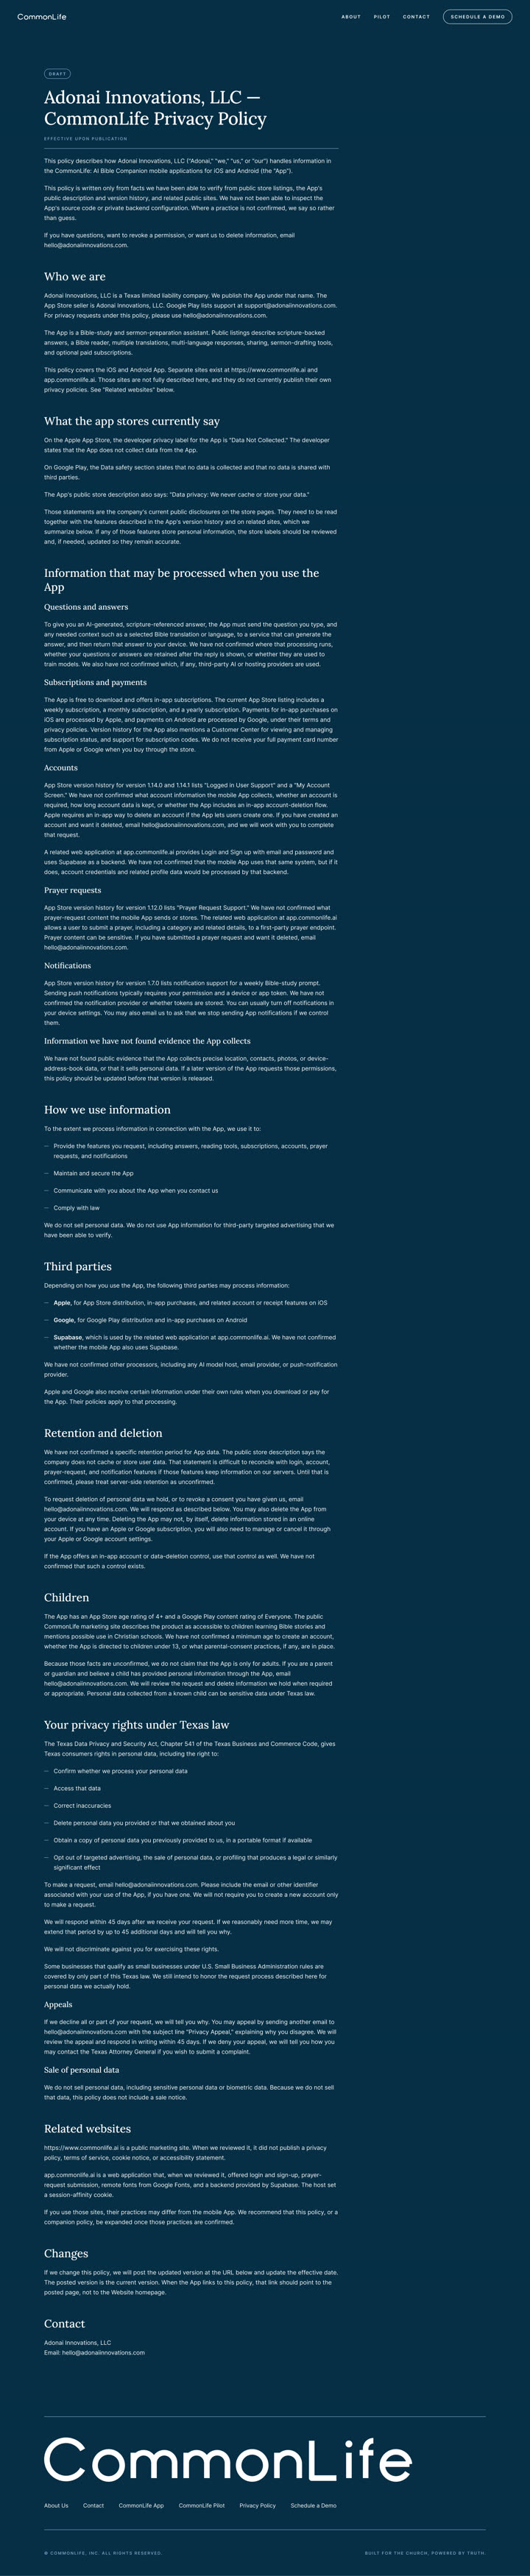 CommonLife
ABOUT
PILOT
CONTACT
SCHEDULE A DEMO
DRAFT
Adonai Innovations, LLC —
CommonLife Privacy Policy
EFFECTIVE UPON PUBLICATION
This policy describes how Adonai Innovations, LLC ("Adonai," "we," "us," or "our") handles information in
the CommonLife: AI Bible Companion mobile applications for iOS and Android (the "App").
This policy is written only from facts we have been able to verify from public store listings, the App's
public description and version history, and related public sites. We have not been able to inspect the
App's source code or private backend configuration. Where a practice is not confirmed, we say so rather
than guess.
If you have questions, want to revoke a permission, or want us to delete information, email
hello@adonaiinnovations.com.
Who we are
Adonai Innovations, LLC is a Texas limited liability company. We publish the App under that name. The
App Store seller is Adonai Innovations, LLC. Google Play lists support at support@adonaiinnovations.com.
For privacy requests under this policy, please use hello@adonaiinnovations.com.
The App is a Bible-study and sermon-preparation assistant. Public listings describe scripture-backed
answers, a Bible reader, multiple translations, multi-language responses, sharing, sermon-drafting tools,
and optional paid subscriptions.
This policy covers the iOS and Android App. Separate sites exist at https://www.commonlife.ai and
app.commonlife.ai. Those sites are not fully described here, and they do not currently publish their own
privacy policies. See "Related websites" below.
What the app stores currently say
On the Apple App Store, the developer privacy label for the App is "Data Not Collected." The developer
states that the App does not collect data from the App.
On Google Play, the Data safety section states that no data is collected and that no data is shared with
third parties.
The App's public store description also says: "Data privacy: We never cache or store your data."
Those statements are the company's current public disclosures on the store pages. They need to be read
together with the features described in the App's version history and on related sites, which we
summarize below. If any of those features store personal information, the store labels should be reviewed
and, if needed, updated so they remain accurate.
Information that may be processed when you use the
App
Questions and answers
To give you an AI-generated, scripture-referenced answer, the App must send the question you type, and
any needed context such as a selected Bible translation or language, to a service that can generate the
answer, and then return that answer to your device. We have not confirmed where that processing runs,
whether your questions or answers are retained after the reply is shown, or whether they are used to
train models. We also have not confirmed which, if any, third-party AI or hosting providers are used.
Subscriptions and payments
The App is free to download and offers in-app subscriptions. The current App Store listing includes a
weekly subscription, a monthly subscription, and a yearly subscription. Payments for in-app purchases on
iOS are processed by Apple, and payments on Android are processed by Google, under their terms and
privacy policies. Version history for the App also mentions a Customer Center for viewing and managing
subscription status, and support for subscription codes. We do not receive your full payment card number
from Apple or Google when you buy through the store.
Accounts
App Store version history for version 1.14.0 and 1.14.1 lists "Logged in User Support" and a "My Account
Screen." We have not confirmed what account information the mobile App collects, whether an account is
required, how long account data is kept, or whether the App includes an in-app account-deletion flow.
Apple requires an in-app way to delete an account if the App lets users create one. If you have created an
account and want it deleted, email hello@adonaiinnovations.com, and we will work with you to complete
that request.
A related web application at app.commonlife.ai provides Login and Sign up with email and password and
uses Supabase as a backend. We have not confirmed that the mobile App uses that same system, but if it
does, account credentials and related profile data would be processed by that backend.
Prayer requests
App Store version history for version 1.12.0 lists "Prayer Request Support." We have not confirmed what
prayer-request content the mobile App sends or stores. The related web application at app.commonlife.ai
allows a user to submit a prayer, including a category and related details, to a first-party prayer endpoint.
Prayer content can be sensitive. If you have submitted a prayer request and want it deleted, email
hello@adonaiinnovations.com.
Notifications
App Store version history for version 1.7.0 lists notification support for a weekly Bible-study prompt.
Sending push notifications typically requires your permission and a device or app token. We have not
confirmed the notification provider or whether tokens are stored. You can usually turn off notifications in
your device settings. You may also email us to ask that we stop sending App notifications if we control
them.
Information we have not found evidence the App collects
We have not found public evidence that the App collects precise location, contacts, photos, or device-
address-book data, or that it sells personal data. If a later version of the App requests those permissions,
this policy should be updated before that version is released.
How we use information
To the extent we process information in connection with the App, we use it to:
— Provide the features you request, including answers, reading tools, subscriptions, accounts, prayer
requests, and notifications
— Maintain and secure the App
— Communicate with you about the App when you contact us
— Comply with law
We do not sell personal data. We do not use App information for third-party targeted advertising that we
have been able to verify.
Third parties
Depending on how you use the App, the following third parties may process information:
— Apple, for App Store distribution, in-app purchases, and related account or receipt features on iOS
— Google, for Google Play distribution and in-app purchases on Android
— Supabase, which is used by the related web application at app.commonlife.ai. We have not confirmed
whether the mobile App also uses Supabase.
We have not confirmed other processors, including any AI model host, email provider, or push-notification
provider.
Apple and Google also receive certain information under their own rules when you download or pay for
the App. Their policies apply to that processing.
Retention and deletion
We have not confirmed a specific retention period for App data. The public store description says the
company does not cache or store user data. That statement is difficult to reconcile with login, account,
prayer-request, and notification features if those features keep information on our servers. Until that is
confirmed, please treat server-side retention as unconfirmed.
To request deletion of personal data we hold, or to revoke a consent you have given us, email
hello@adonaiinnovations.com. We will respond as described below. You may also delete the App from
your device at any time. Deleting the App may not, by itself, delete information stored in an online
account. If you have an Apple or Google subscription, you will also need to manage or cancel it through
your Apple or Google account settings.
If the App offers an in-app account or data-deletion control, use that control as well. We have not
confirmed that such a control exists.
Children
The App has an App Store age rating of 4+ and a Google Play content rating of Everyone. The public
CommonLife marketing site describes the product as accessible to children learning Bible stories and
mentions possible use in Christian schools. We have not confirmed a minimum age to create an account,
whether the App is directed to children under 13, or what parental-consent practices, if any, are in place.
Because those facts are unconfirmed, we do not claim that the App is only for adults. If you are a parent
or guardian and believe a child has provided personal information through the App, email
hello@adonaiinnovations.com. We will review the request and delete information we hold when required
or appropriate. Personal data collected from a known child can be sensitive data under Texas law.
Your privacy rights under Texas law
The Texas Data Privacy and Security Act, Chapter 541 of the Texas Business and Commerce Code, gives
Texas consumers rights in personal data, including the right to:
— Confirm whether we process your personal data
— Access that data
— Correct inaccuracies
— Delete personal data you provided or that we obtained about you
— Obtain a copy of personal data you previously provided to us, in a portable format if available
— Opt out of targeted advertising, the sale of personal data, or profiling that produces a legal or similarly
significant effect
To make a request, email hello@adonaiinnovations.com. Please include the email or other identifier
associated with your use of the App, if you have one. We will not require you to create a new account only
to make a request.
We will respond within 45 days after we receive your request. If we reasonably need more time, we may
extend that period by up to 45 additional days and will tell you why.
We will not discriminate against you for exercising these rights.
Some businesses that qualify as small businesses under U.S. Small Business Administration rules are
covered by only part of this Texas law. We still intend to honor the request process described here for
personal data we actually hold.
Appeals
If we decline all or part of your request, we will tell you why. You may appeal by sending another email to
hello@adonaiinnovations.com with the subject line "Privacy Appeal," explaining why you disagree. We will
review the appeal and respond in writing within 45 days. If we deny your appeal, we will tell you how you
may contact the Texas Attorney General if you wish to submit a complaint.
Sale of personal data
We do not sell personal data, including sensitive personal data or biometric data. Because we do not sell
that data, this policy does not include a sale notice.
Related websites
https://www.commonlife.ai is a public marketing site. When we reviewed it, it did not publish a privacy
policy, terms of service, cookie notice, or accessibility statement.
app.commonlife.ai is a web application that, when we reviewed it, offered login and sign-up, prayer-
request submission, remote fonts from Google Fonts, and a backend provided by Supabase. The host set
a session-affinity cookie.
If you use those sites, their practices may differ from the mobile App. We recommend that this policy, or a
companion policy, be expanded once those practices are confirmed.
Changes
If we change this policy, we will post the updated version at the URL below and update the effective date.
The posted version is the current version. When the App links to this policy, that link should point to the
posted page, not to the Website homepage.
Contact
Adonai Innovations, LLC
Email: hello@adonaiinnovations.com
CommonLife
About Us
Contact
CommonLife App
CommonLife Pilot
Privacy Policy
Schedule a Demo
© COMMONLIFE, INC. ALL RIGHTS RESERVED.
BUILT FOR THE CHURCH, POWERED BY TRUTH.